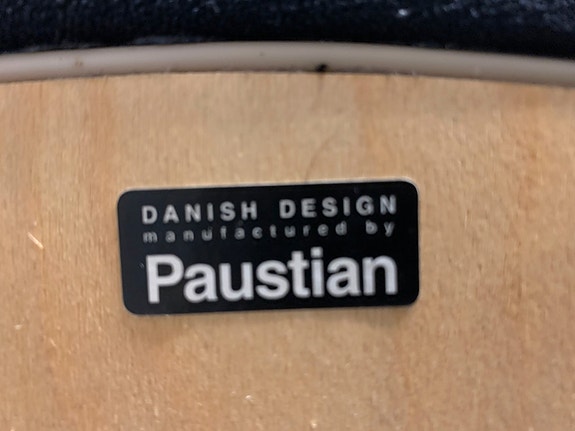 DANISH DESIGN
manufactured by
Paustian